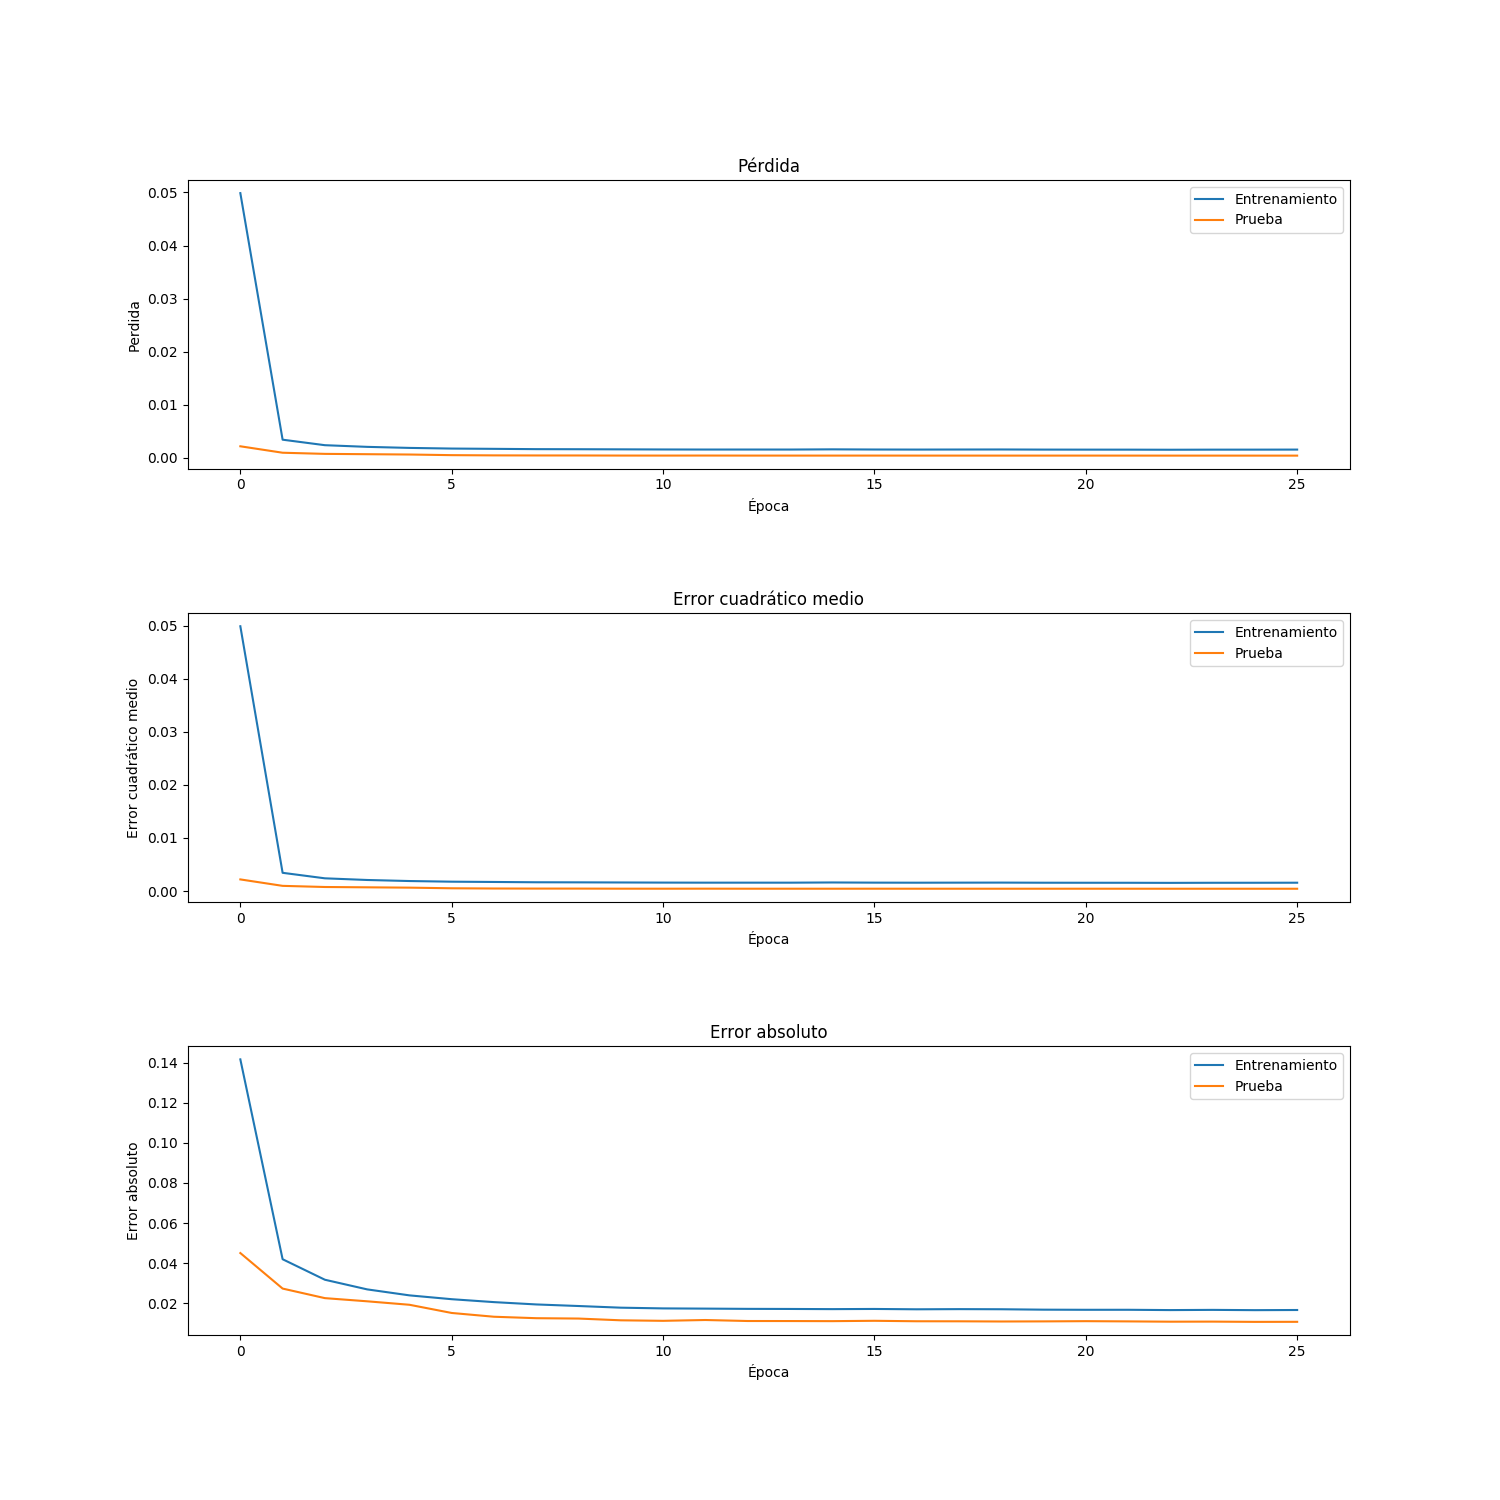 Pérdida
0.05
0.04
0.03
0.02
0.01
0.00
Perdida
Entrenamiento
Prueba
0 5 10 15 20 25
Época
Error cuadrático medio
0.05
0.04
0.03
0.02
0.01
0.00
Error cuadrático medio
Entrenamiento
Prueba
0 5 10 15 20 25
Época
Error absoluto
0.14
0.12
0.10
0.08
0.06
0.04
0.02
Error absoluto
Entrenamiento
Prueba
0 5 10 15 20 25
Época